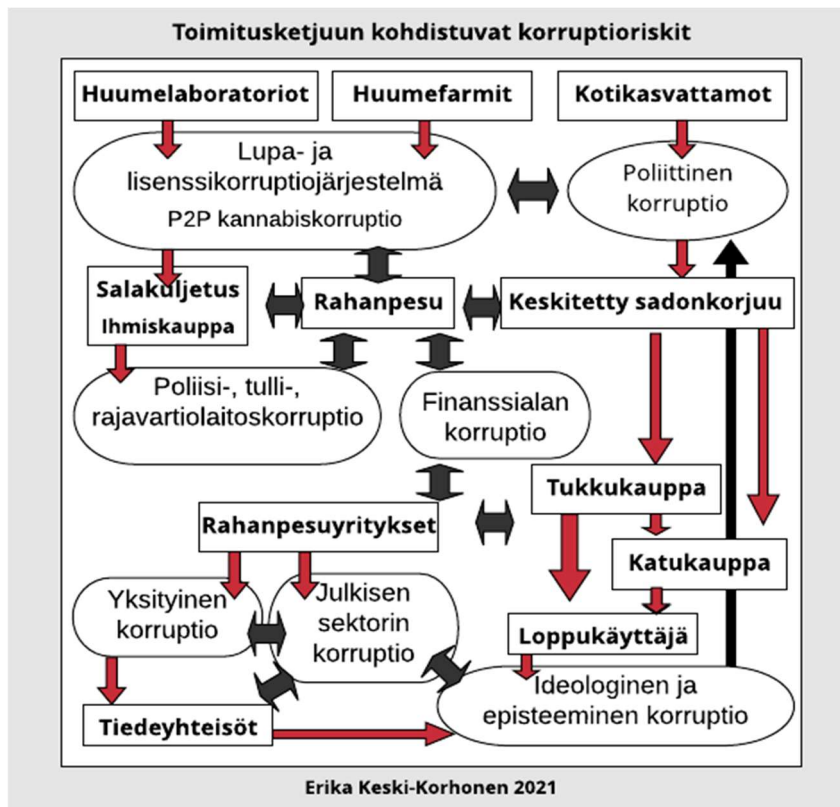 Toimitusketjuun kohdistuvat korruptioriskit
Huumelaboratoriot
Huumefarmit
Kotikasvattamot
Lupa- ja
lisenssikorruptiojärjestelmä
P2P kannabiskorruptio
Poliittinen
korruptio
Salakuljetus
Ihmiskauppa
Rahanpesu
Keskitetty sadonkorjuu
Poliisi-, tulli-,
rajavartiolaitoskorruptio
Finanssialan
korruptio
Tukkukauppa
Rahanpesuyritykset
Katukauppa
Yksityinen
korruptio
Julkisen
sektorin
korruptio
Loppukäyttäjä
Ideologinen ja
episteeminen korruptio
Tiedeyhteisöt
Erika Keski-Korhonen 2021